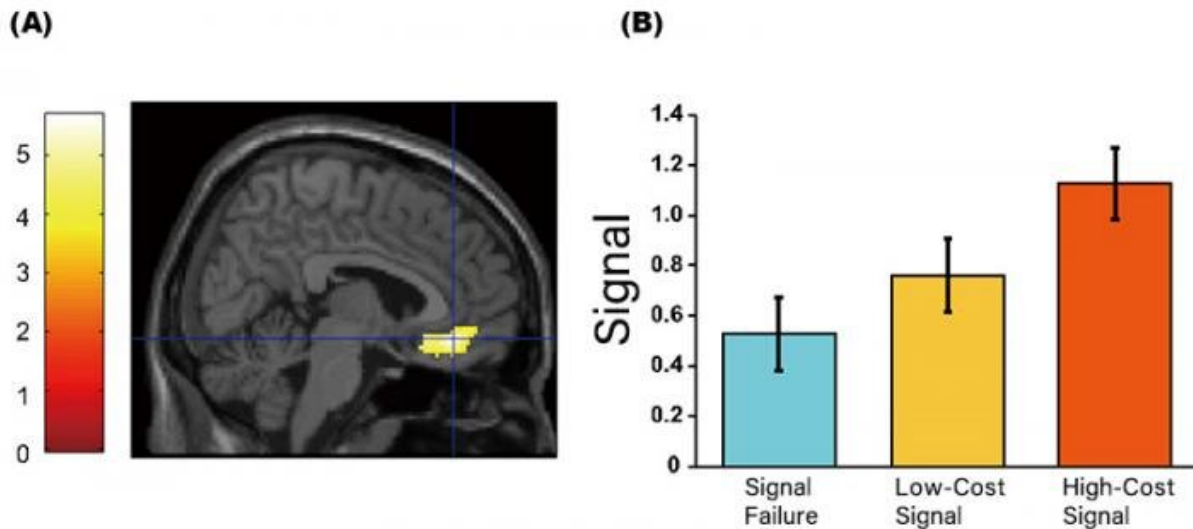 (A)
(B)
5
4
3
2
1
0
Signal
1.4
1.2
1.0
0.8
0.6
0.4
0.2
0
Signal
Failure
Low-Cost
Signal
High-Cost
Signal